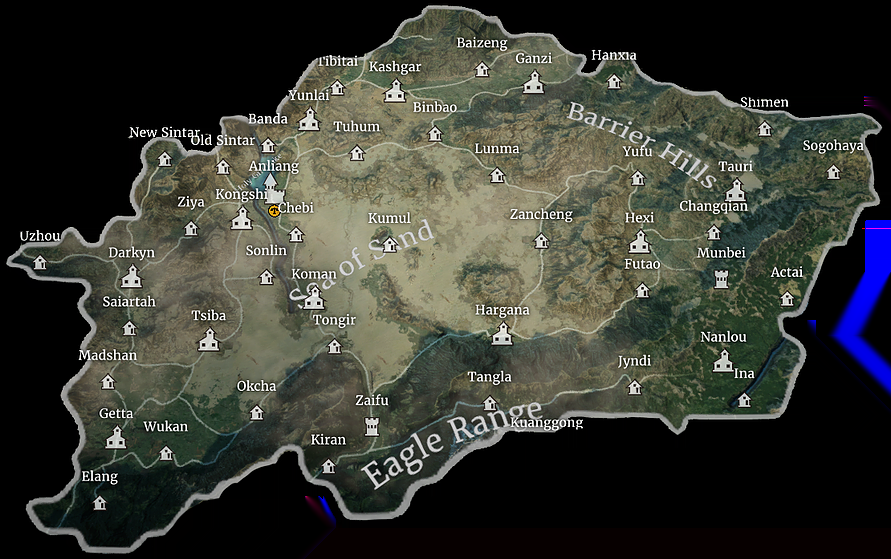 Baizeng
Ganzi
Hanxia
Tibitai
Kashgar
Yunlai
Binbao
Shimen
Barrier Hills
Banda
Tuhum
New Sintar
Old Sintar
Lunma
Yufu
Sogohaya
Anliang
Tauri
Kongshi
Ziya
Chebi
Kumul
Zancheng
Hexi
Changqian
Uzhou
Darkyn
Sonlin
Sea of Sand
Koman
Futao
Munbei
Actai
Saiartah
Tsiba
Tongir
Hargana
Nanlou
Madshan
Okcha
Tangla
Jyndi
Ina
Getta
Wukan
Zaifu
Eagle Range
Kuanggong
Kiran
Elang